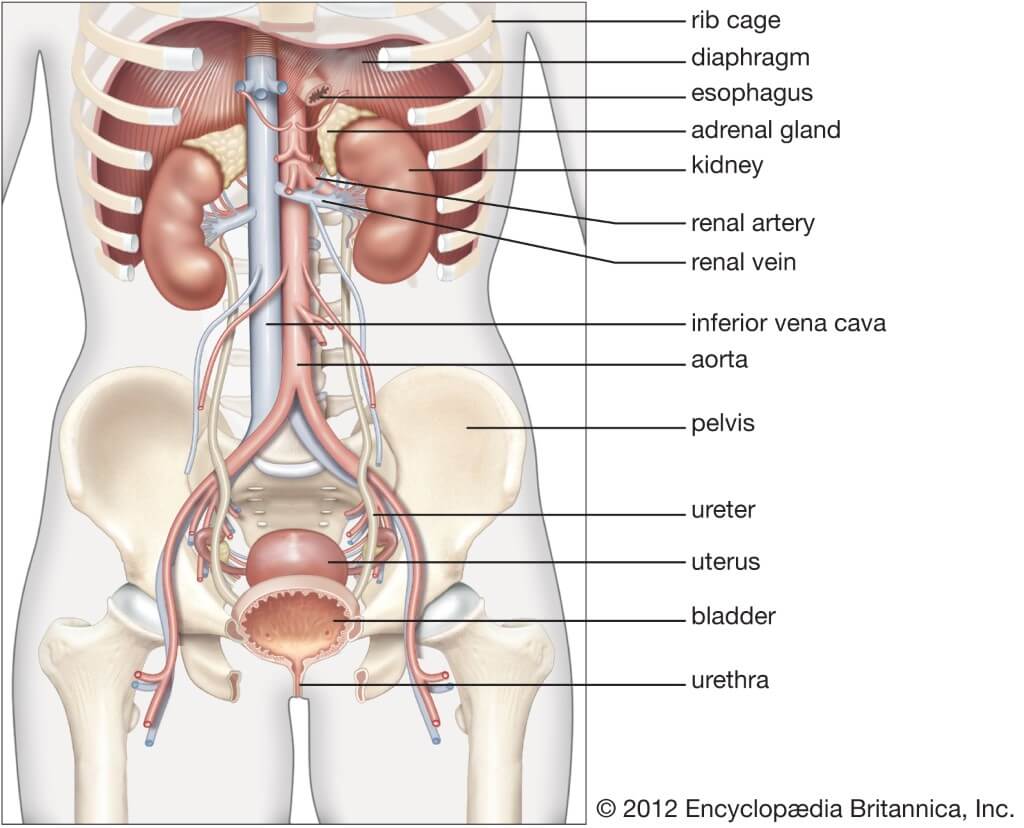 rib cage
diaphragm
esophagus
adrenal gland
kidney
renal artery
renal vein
inferior vena cava
aorta
pelvis
ureter
uterus
bladder
urethra
© 2012 Encyclopædia Britannica, Inc.